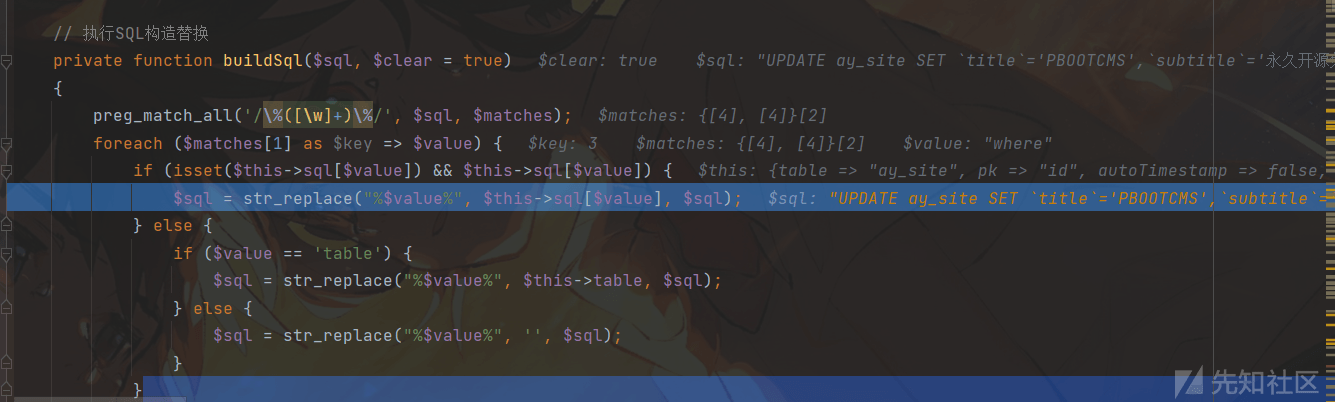 // 执行SQL构造替换
private function buildSql($sql, $clear = true)   $clear: true    $sql: "UPDATE ay_site SET `title`='PBOOTCMS',`subtitle`='永久开源
{
    preg_match_all('/\%([\w]+)\%/', $sql, $matches);   $matches: {[4], [4]}[2]
    foreach ($matches[1] as $key => $value) {   $key: 3    $matches: {[4], [4]}[2]    $value: "where"
        if (isset($this->sql[$value]) && $this->sql[$value]) {   $this: {table => "ay_site", pk => "id", autoTimestamp => false,
            $sql = str_replace("%$value%", $this->sql[$value], $sql);   $sql: "UPDATE ay_site SET `title`='PBOOTCMS',`subtitle`=
        } else {
            if ($value == 'table') {
                $sql = str_replace("%$value%", $this->table, $sql);
            } else {
                $sql = str_replace("%$value%", '', $sql);
            }
        }
先知社区